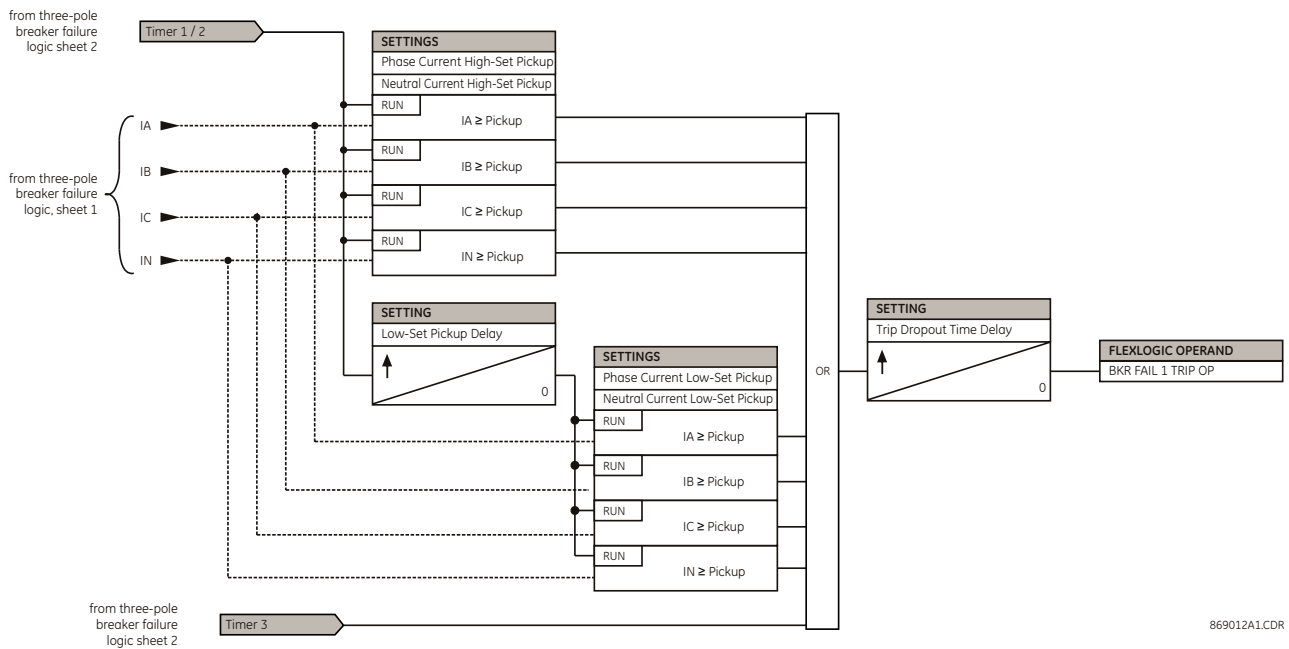 from three-pole
breaker failure
logic sheet 2
Timer 1 / 2
SETTINGS
Phase Current High-Set Pickup
Neutral Current High-Set Pickup
RUN
IA ≥ Pickup
RUN
IB ≥ Pickup
RUN
IC ≥ Pickup
RUN
IN ≥ Pickup
from three-pole
breaker failure
logic, sheet 1
IA
IB
IC
IN
SETTING
Low-Set Pickup Delay
0
SETTINGS
Phase Current Low-Set Pickup
Neutral Current Low-Set Pickup
RUN
IA ≥ Pickup
RUN
IB ≥ Pickup
RUN
IC ≥ Pickup
RUN
IN ≥ Pickup
OR
SETTING
Trip Dropout Time Delay
0
FLEXLOGIC OPERAND
BKR FAIL 1 TRIP OP
from three-pole
breaker failure
logic sheet 2
Timer 3
869012A1.CDR